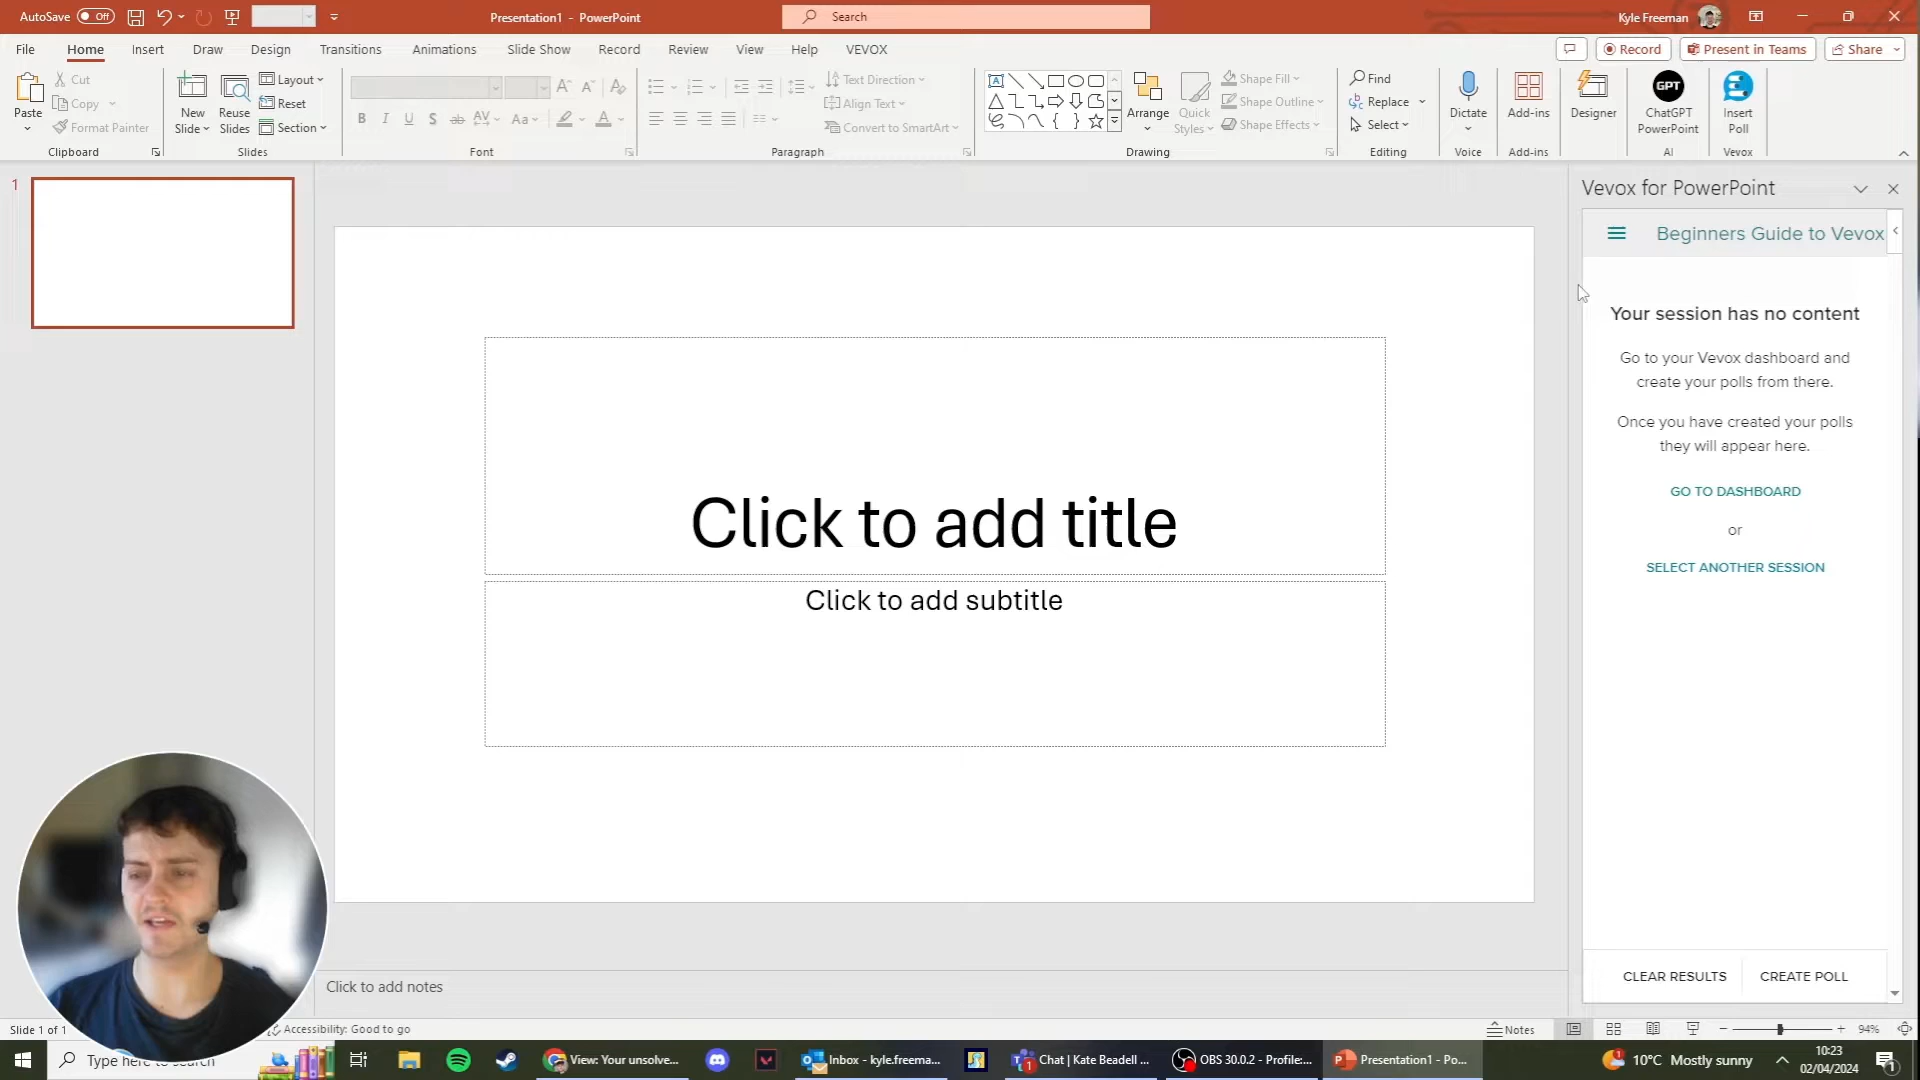 AutoSave Off
Presentation1 - PowerPoint
Search
Kyle Freeman
File Home Insert Draw Design Transitions Animations Slide Show Record Review View Help VEVOX
Record Present in Teams Share
Paste
Cut
Copy
Format Painter
Clipboard
New Slide
Reuse Slides
Layout
Reset
Section
Slides
B I U S ab AV Aa A
Font
Text Direction
Align Text
Convert to SmartArt
Paragraph
Arrange
Quick Styles
Shape Fill
Shape Outline
Shape Effects
Drawing
Find
Replace
Select
Editing
Dictate
Voice
Add-ins
Add-ins
Designer
GPT
ChatGPT PowerPoint
AI
Insert Poll
Vevox
1
Click to add title
Click to add subtitle
Click to add notes
Vevox for PowerPoint
Beginners Guide to Vevox
Your session has no content
Go to your Vevox dashboard and
create your polls from there.
Once you have created your polls
they will appear here.
GO TO DASHBOARD
or
SELECT ANOTHER SESSION
CLEAR RESULTS CREATE POLL
Slide 1 of 1
Accessibility: Good to go
Notes
94%
View: Your unsolve...
Inbox - kyle.freema...
Chat | Kate Beadell ...
OBS 30.0.2 - Profile:...
Presentation1 - Po...
10°C Mostly sunny
10:23
02/04/2024